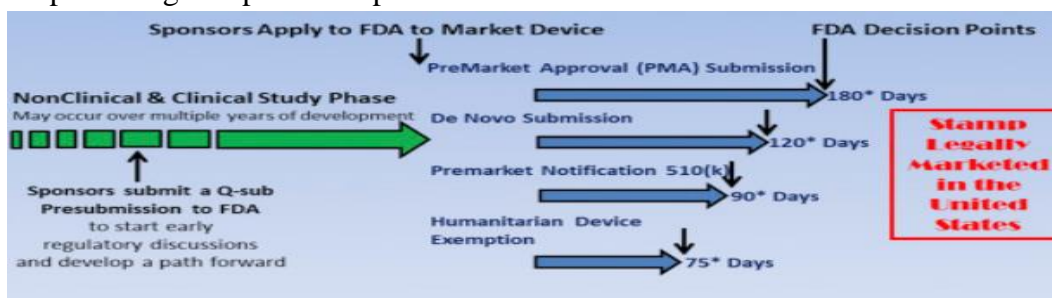 Sponsors Apply to FDA to Market Device
FDA Decision Points
PreMarket Approval (PMA) Submission
180* Days
NonClinical & Clinical Study Phase
May occur over multiple years of development
De Novo Submission
120* Days
Premarket Notification 510(k)
90* Days
Humanitarian Device
Exemption
75* Days
Sponsors submit a Q-sub
Presubmission to FDA
to start early
regulatory discussions
and develop a path forward
Stamp
Legally
Marketed
in the
United
States